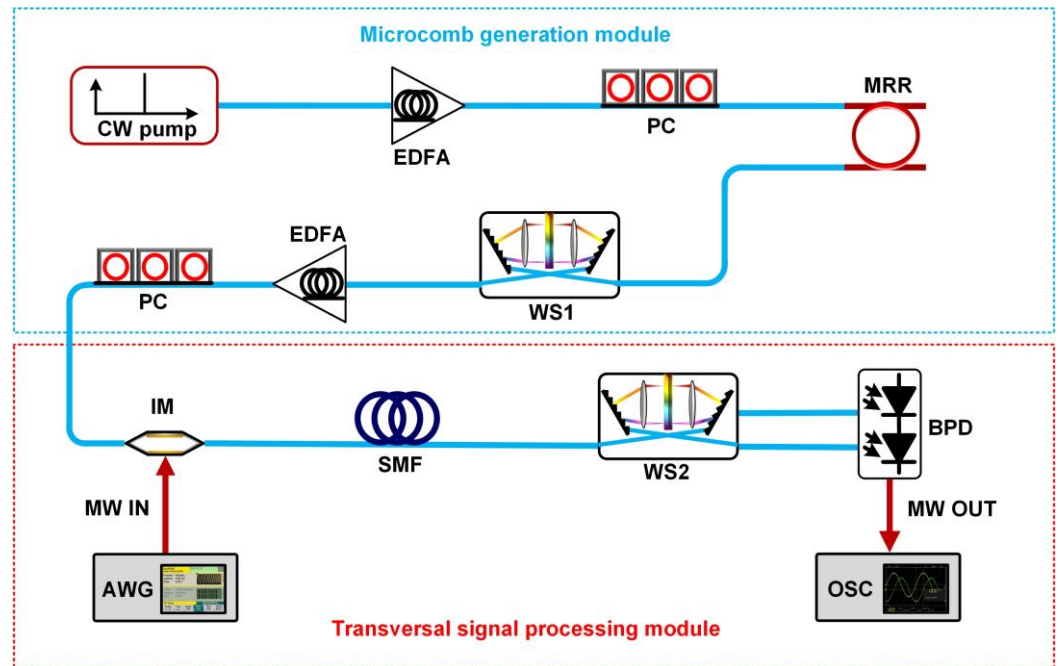 Microcomb generation module
CW pump
EDFA
PC
MRR
PC
EDFA
WS1
IM
SMF
WS2
BPD
MW IN
MW OUT
AWG
OSC
Transversal signal processing module